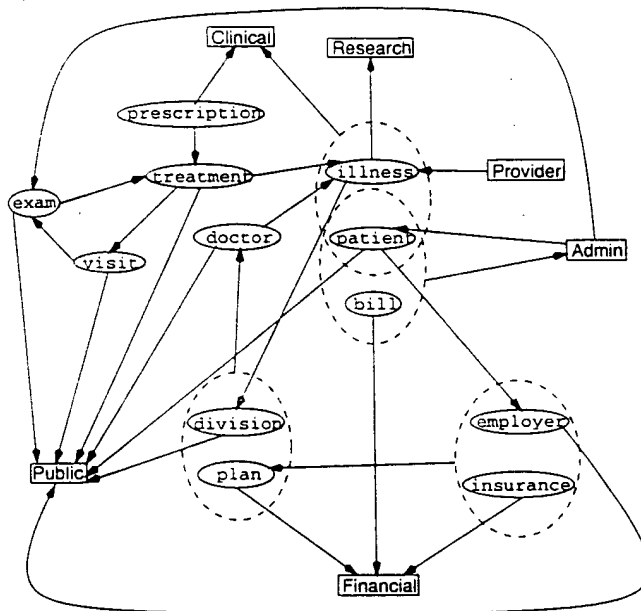 Clinical
Research
prescription
treatment
illness
Provider
exam
doctor
patient
Admin
visit
bill
division
employer
Public
plan
insurance
Financial